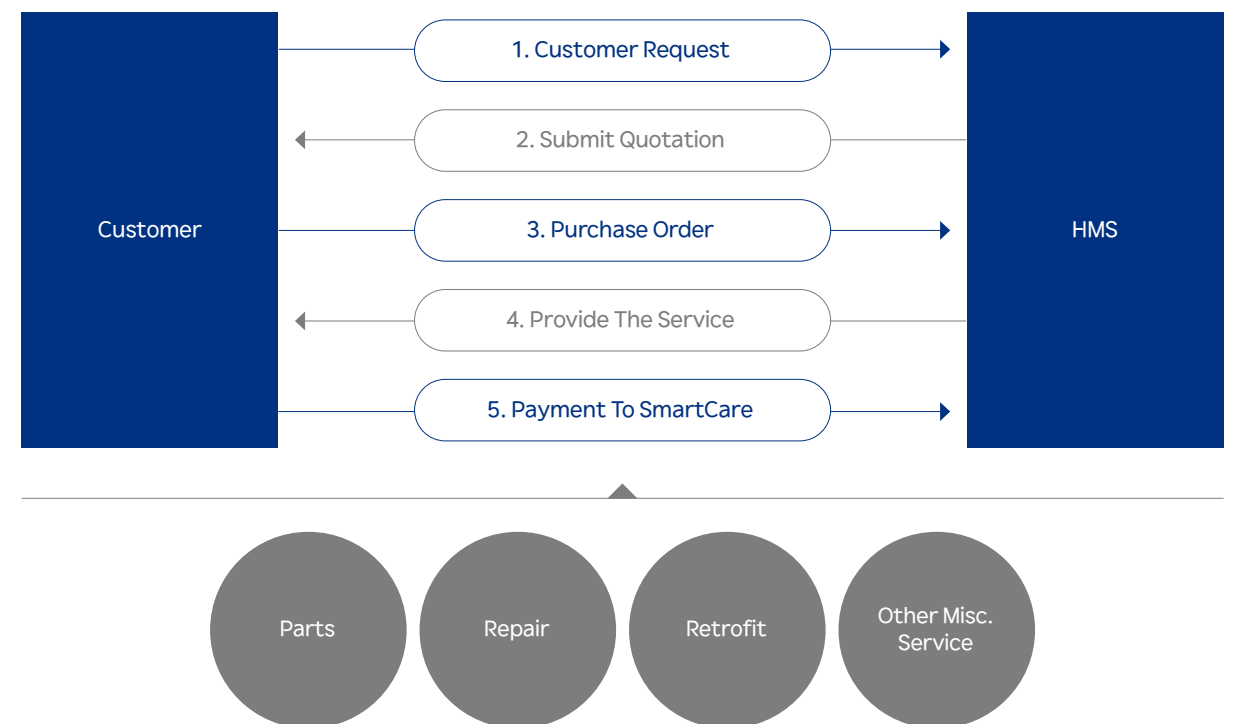 1. Customer Request
2. Submit Quotation
Customer
3. Purchase Order
HMS
4. Provide The Service
5. Payment To SmartCare
Parts
Repair
Retrofit
Other Misc.
Service